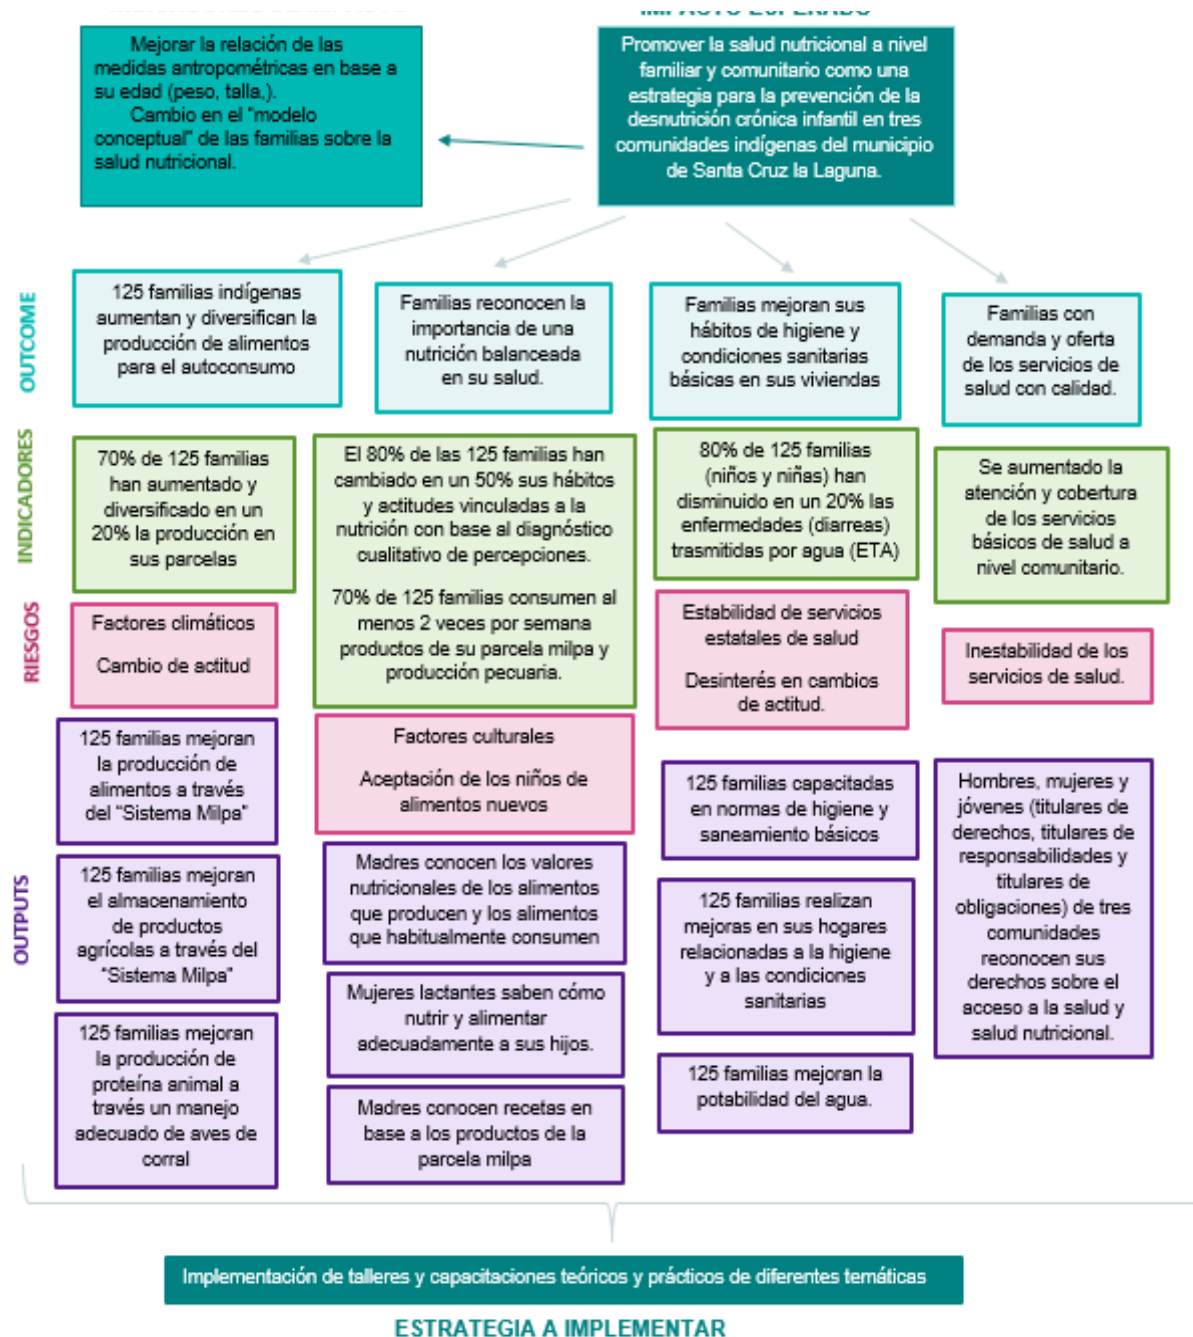 IMPACTO ESPERADO
Mejorar la relación de las
medidas antropométricas en base a
su edad (peso, talla,).
Cambio en el “modelo
conceptual” de las familias sobre la
salud nutricional.
Promover la salud nutricional a nivel
familiar y comunitario como una
estrategia para la prevención de la
desnutrición crónica infantil en tres
comunidades indígenas del municipio
de Santa Cruz la Laguna.
OUTCOME
125 familias indígenas
aumentan y diversifican la
producción de alimentos
para el autoconsumo
Familias reconocen la
importancia de una
nutrición balanceada
en su salud.
Familias mejoran sus
hábitos de higiene y
condiciones sanitarias
básicas en sus viviendas
Familias con
demanda y oferta
de los servicios de
salud con calidad.
INDICADORES
70% de 125 familias
han aumentado y
diversificado en un
20% la producción en
sus parcelas
El 80% de las 125 familias han
cambiado en un 50% sus hábitos
y actitudes vinculadas a la
nutrición con base al diagnóstico
cualitativo de percepciones.
70% de 125 familias consumen al
menos 2 veces por semana
productos de su parcela milpa y
producción pecuaria.
80% de 125 familias
(niños y niñas) han
disminuido en un 20% las
enfermedades (diarreas)
trasmitidas por agua (ETA)
Se aumentado la
atención y cobertura
de los servicios
básicos de salud a
nivel comunitario.
RIESGOS
Factores climáticos
Cambio de actitud
Factores culturales
Aceptación de los niños de
alimentos nuevos
Estabilidad de servicios
estatales de salud
Desinterés en cambios
de actitud.
Inestabilidad de los
servicios de salud.
OUTPUTS
125 familias mejoran
la producción de
alimentos a través
del “Sistema Milpa”
125 familias mejoran
el almacenamiento
de productos
agrícolas a través del
“Sistema Milpa”
125 familias mejoran
la producción de
proteína animal a
través un manejo
adecuado de aves de
corral
Madres conocen los valores
nutricionales de los alimentos
que producen y los alimentos
que habitualmente consumen
Mujeres lactantes saben cómo
nutrir y alimentar
adecuadamente a sus hijos.
Madres conocen recetas en
base a los productos de la
parcela milpa
125 familias capacitadas
en normas de higiene y
saneamiento básicos
125 familias realizan
mejoras en sus hogares
relacionadas a la higiene
y a las condiciones
sanitarias
125 familias mejoran la
potabilidad del agua.
Hombres, mujeres y
jóvenes (titulares de
derechos, titulares de
responsabilidades y
titulares de
obligaciones) de tres
comunidades
reconocen sus
derechos sobre el
acceso a la salud y
salud nutricional.
Implementación de talleres y capacitaciones teóricos y prácticos de diferentes temáticas
ESTRATEGIA A IMPLEMENTAR